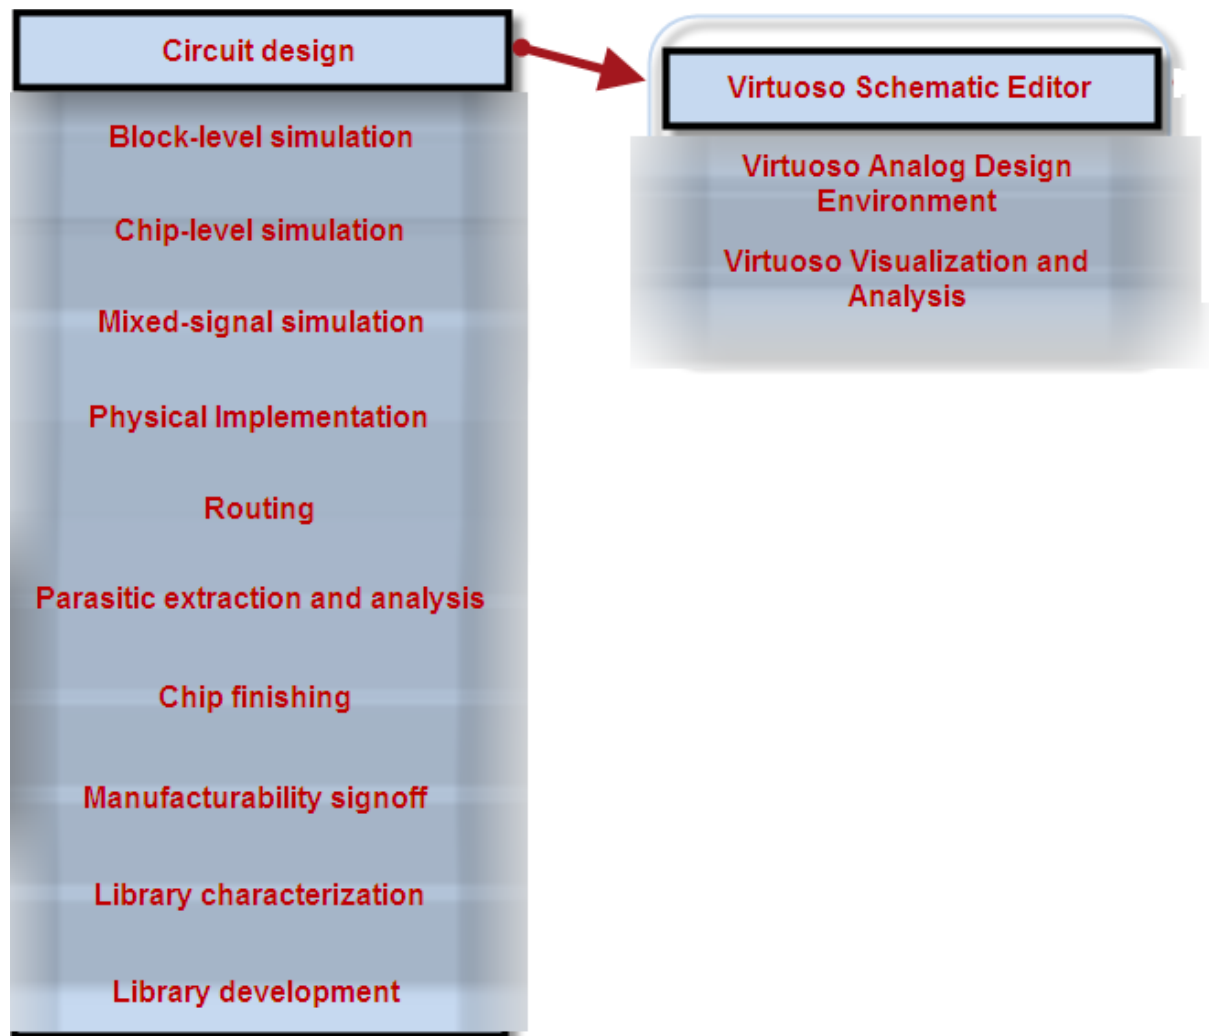 Circuit design
Block-level simulation
Chip-level simulation
Mixed-signal simulation
Physical Implementation
Routing
Parasitic extraction and analysis
Chip finishing
Manufacturability signoff
Library characterization
Library development
Virtuoso Schematic Editor
Virtuoso Analog Design
Environment
Virtuoso Visualization and
Analysis